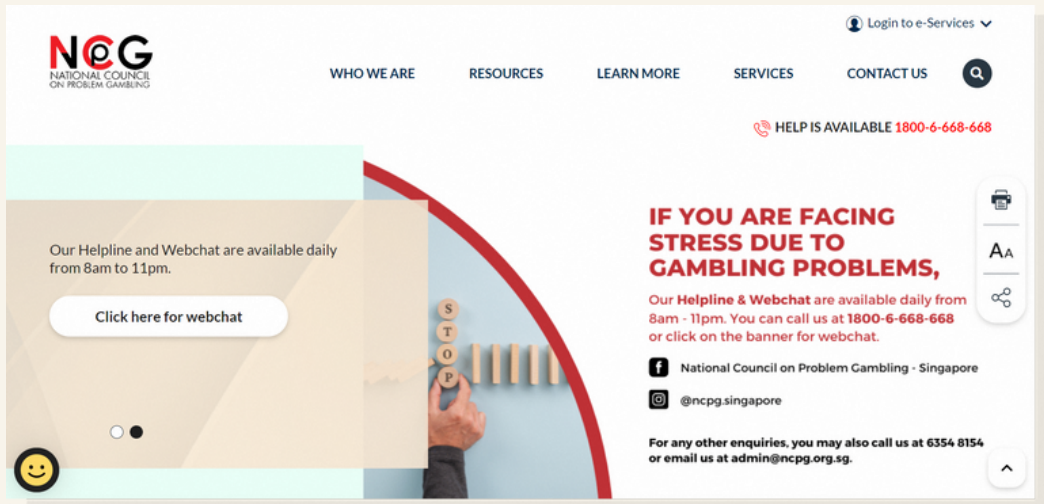 Login to e-Services
NCpG
NATIONAL COUNCIL
ON PROBLEM GAMBLING
WHO WE ARE
RESOURCES
LEARN MORE
SERVICES
CONTACT US
HELP IS AVAILABLE 1800-6-668-668
Our Helpline and Webchat are available daily
from 8am to 11pm.
Click here for webchat
S
T
O
P
IF YOU ARE FACING
STRESS DUE TO
GAMBLING PROBLEMS,
Our Helpline & Webchat are available daily from
8am - 11pm. You can call us at 1800-6-668-668
or click on the banner for webchat.
National Council on Problem Gambling - Singapore
@ncpg.singapore
For any other enquiries, you may also call us at 6354 8154
or email us at admin@ncpg.org.sg.
AA